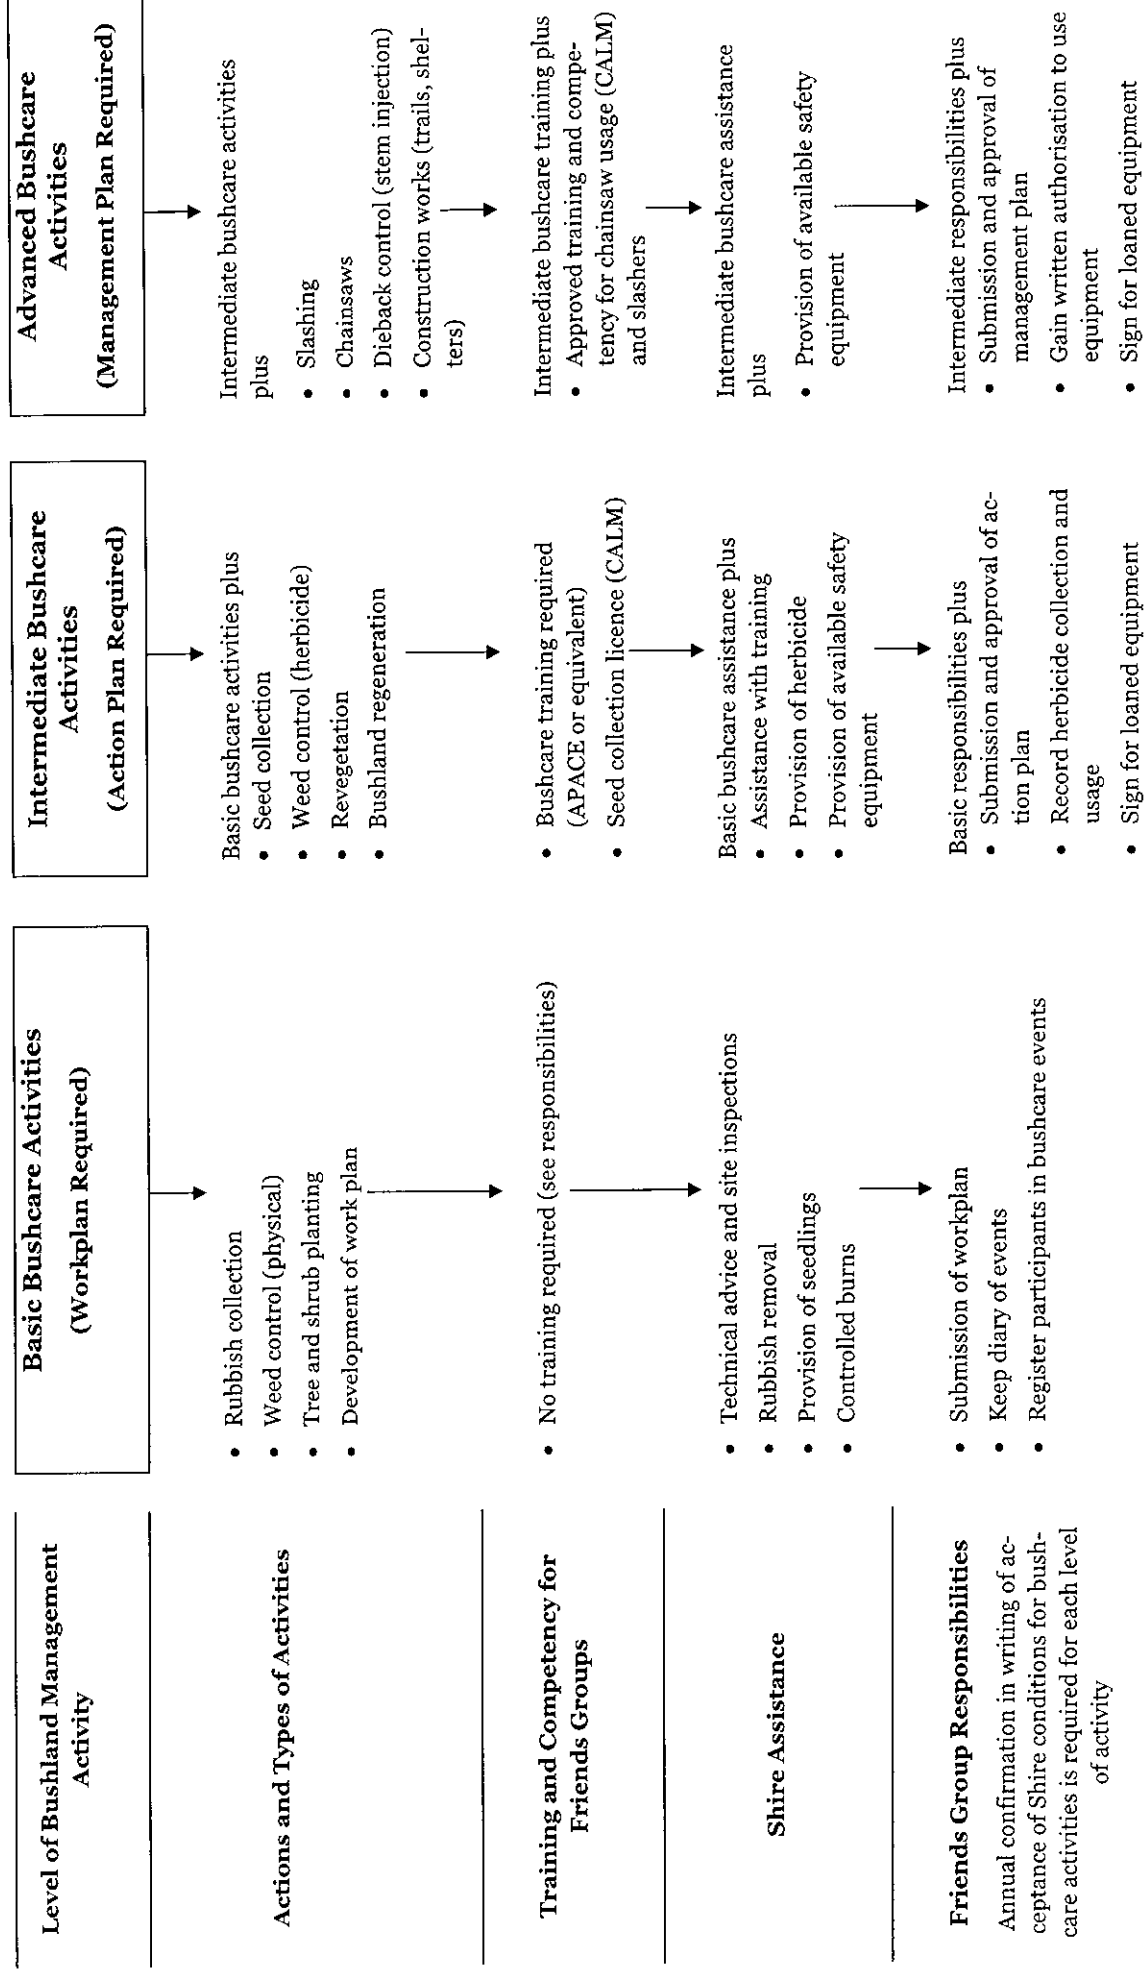 Level of Bushland Management
Activity
Basic Bushcare Activities
(Workplan Required)
Intermediate Bushcare
Activities
(Action Plan Required)
Advanced Bushcare
Activities
(Management Plan Required)
Actions and Types of Activities
• Rubbish collection
• Weed control (physical)
• Tree and shrub planting
• Development of work plan
Basic bushcare activities plus
• Seed collection
• Weed control (herbicide)
• Revegetation
• Bushland regeneration
Intermediate bushcare activities
plus
• Slashing
• Chainsaws
• Dieback control (stem injection)
• Construction works (trails, shel-
ters)
Training and Competency for
Friends Groups
• No training required (see responsibilities)
• Bushcare training required
(APACE or equivalent)
• Seed collection licence (CALM)
Intermediate bushcare training plus
• Approved training and compe-
tency for chainsaw usage (CALM)
and slashers
Shire Assistance
• Technical advice and site inspections
• Rubbish removal
• Provision of seedlings
• Controlled burns
Basic bushcare assistance plus
• Assistance with training
• Provision of herbicide
• Provision of available safety
equipment
Intermediate bushcare assistance
plus
• Provision of available safety
equipment
Friends Group Responsibilities
Annual confirmation in writing of ac-
ceptance of Shire conditions for bush-
care activities is required for each level
of activity
• Submission of workplan
• Keep diary of events
• Register participants in bushcare events
Basic responsibilities plus
• Submission and approval of ac-
tion plan
• Record herbicide collection and
usage
• Sign for loaned equipment
Intermediate responsibilities plus
• Submission and approval of
management plan
• Gain written authorisation to use
equipment
• Sign for loaned equipment